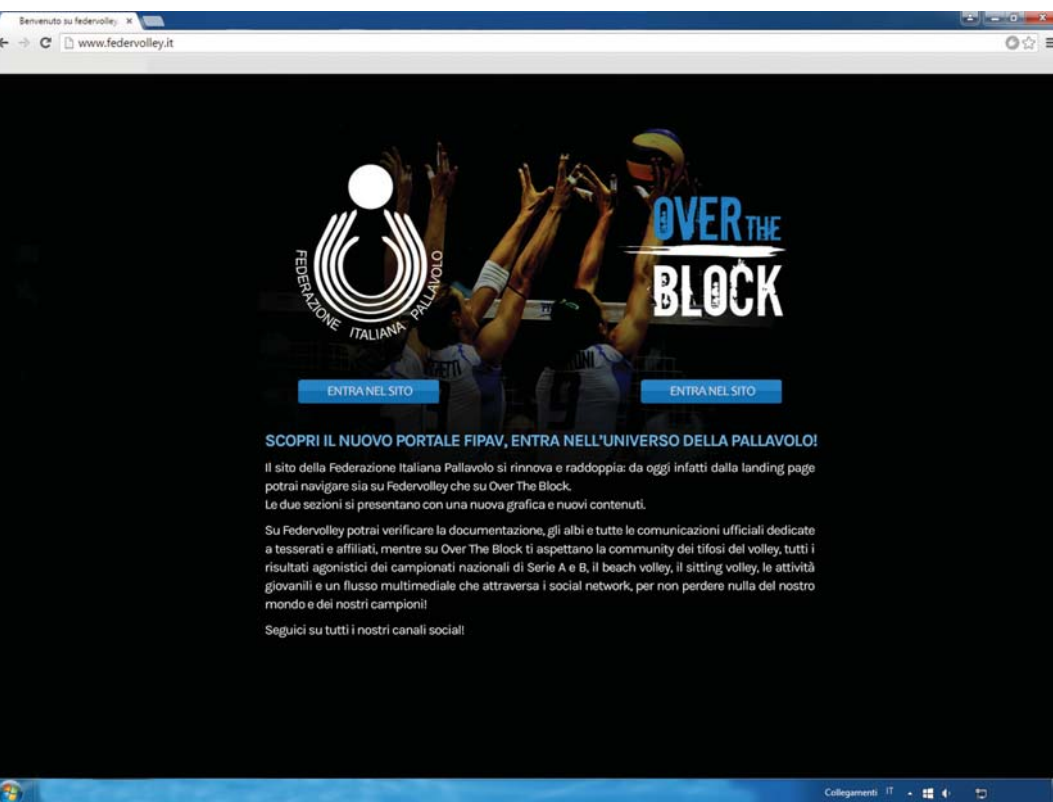 Benvenuto su federvolley
www.federvolley.it
FEDERAZIONE ITALIANA PALLAVOLO
OVER THE
BLOCK
ENTRA NEL SITO
ENTRA NEL SITO
SCOPRI IL NUOVO PORTALE FIPAV, ENTRA NELL'UNIVERSO DELLA PALLAVOLO!
Il sito della Federazione Italiana Pallavolo si rinnova e raddoppia: da oggi infatti dalla landing page
potrai navigare sia su Federvolley che su Over The Block.
Le due sezioni si presentano con una nuova grafica e nuovi contenuti.
Su Federvolley potrai verificare la documentazione, gli albi e tutte le comunicazioni ufficiali dedicate
a tesserati e affiliati, mentre su Over The Block ti aspettano la community dei tifosi del volley, tutti i
risultati agonistici dei campionati nazionali di Serie A e B, il beach volley, il sitting volley, le attività
giovanili e un flusso multimediale che attraversa i social network, per non perdere nulla del nostro
mondo e dei nostri campioni!
Seguici su tutti i nostri canali social!
Collegamenti IT